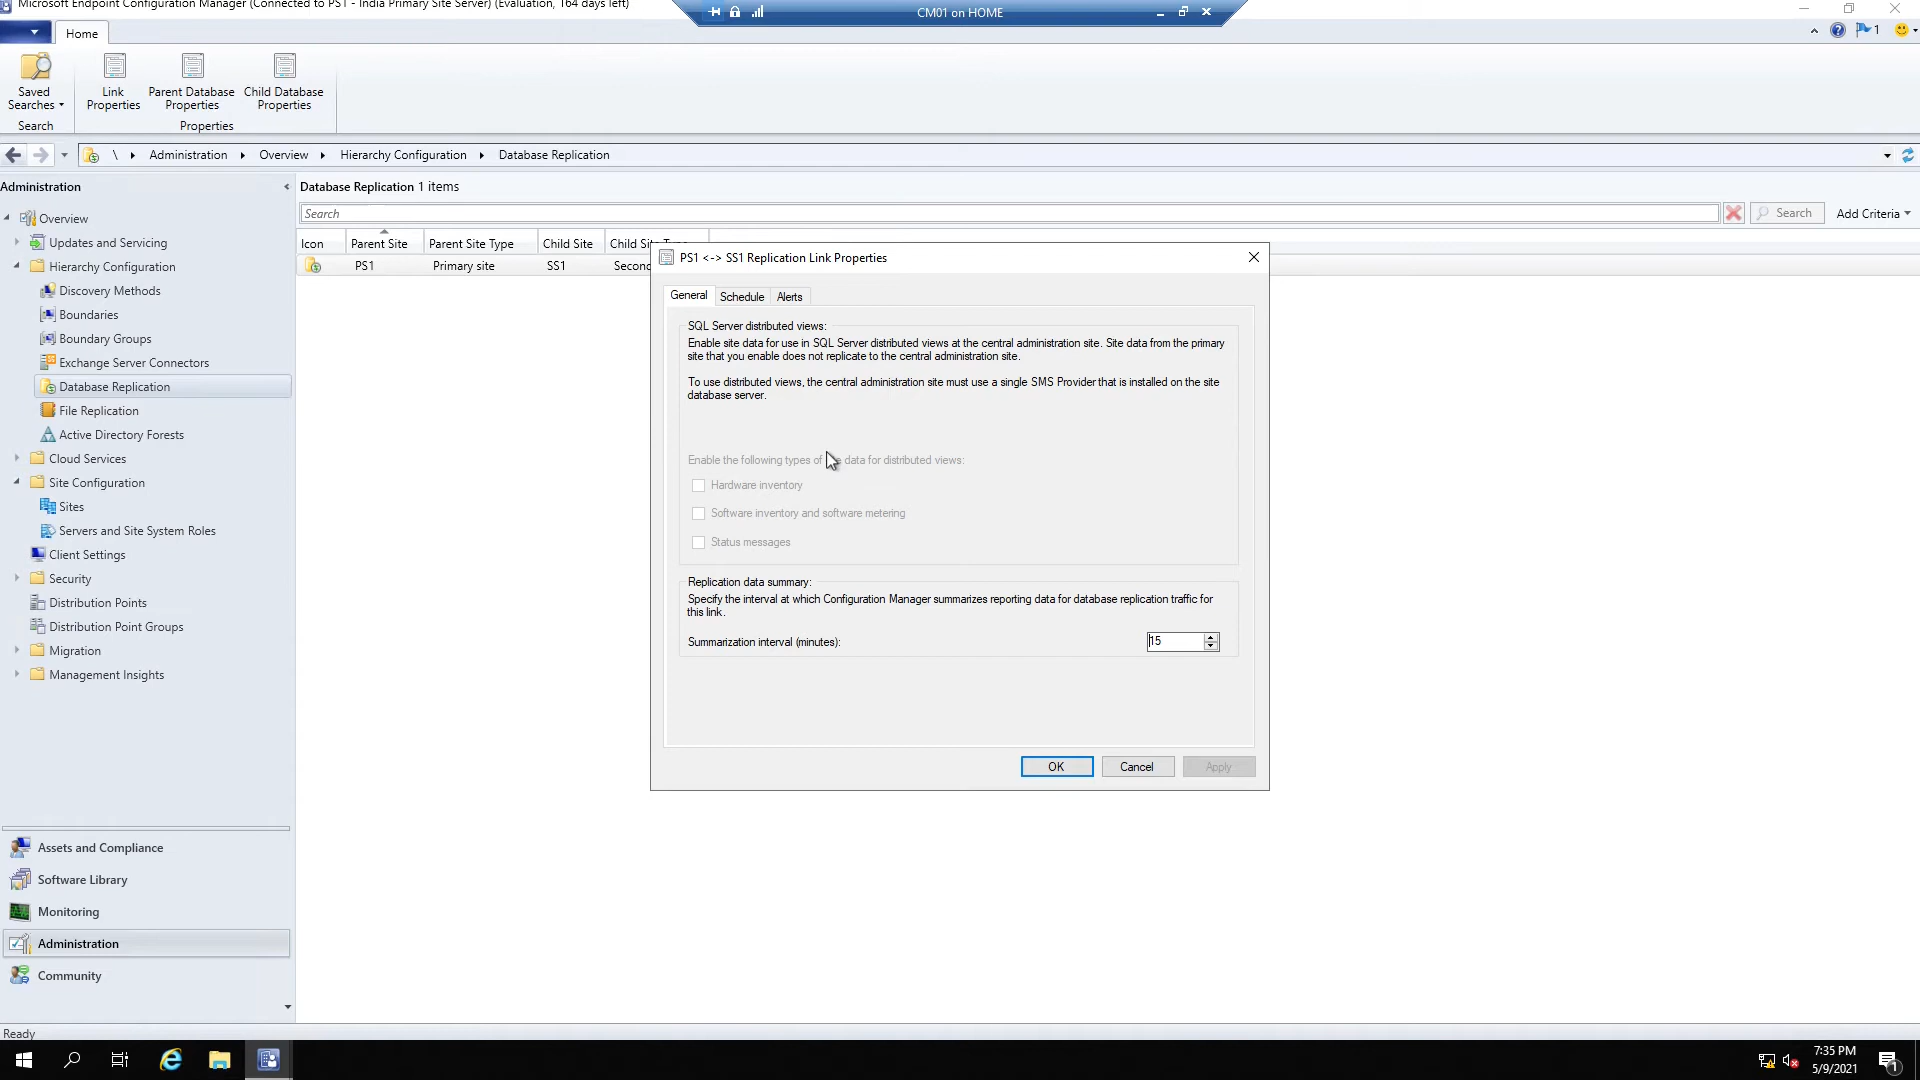 Microsoft Endpoint Configuration Manager (Connected to PS1 - India Primary Site Server) (Evaluation, 164 days left)
CM01 on HOME
Home
1
Saved
Searches
Link
Properties
Parent Database
Properties
Child Database
Properties
Search
Properties
\ Administration Overview Hierarchy Configuration Database Replication
Administration
Database Replication 1 items
Search
Search
Add Criteria
Icon Parent Site Parent Site Type Child Site Child Site
PS1 Primary site SS1
Overview
Updates and Servicing
Hierarchy Configuration
Discovery Methods
Boundaries
Boundary Groups
Exchange Server Connectors
Database Replication
File Replication
Active Directory Forests
Cloud Services
Site Configuration
Sites
Servers and Site System Roles
Client Settings
Security
Distribution Points
Distribution Point Groups
Migration
Management Insights
Assets and Compliance
Software Library
Monitoring
Administration
Community
Ready
PS1 <-> SS1 Replication Link Properties
General Schedule Alerts
SQL Server distributed views:
Enable site data for use in SQL Server distributed views at the central administration site. Site data from the primary
site that you enable does not replicate to the central administration site.
To use distributed views, the central administration site must use a single SMS Provider that is installed on the site
database server.
Enable the following types of data for distributed views:
Hardware inventory
Software inventory and software metering
Status messages
Replication data summary:
Specify the interval at which Configuration Manager summarizes reporting data for database replication traffic for
this link.
Summarization interval (minutes):
15
OK Cancel Apply
7:35 PM
5/9/2021
1